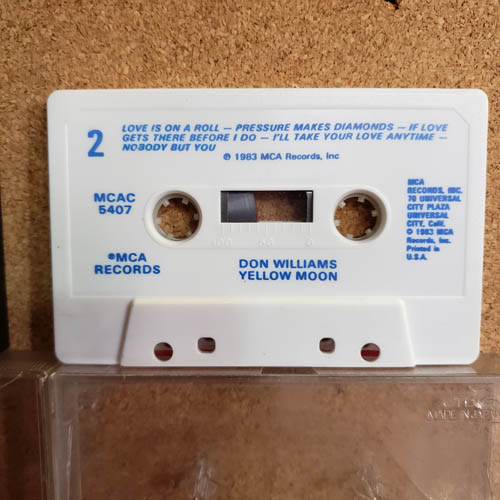 2
LOVE IS ON A ROLL – PRESSURE MAKES DIAMONDS – IF LOVE
GETS THERE BEFORE I DO – I'LL TAKE YOUR LOVE ANYTIME –
NOBODY BUT YOU
℗ 1983 MCA Records, Inc
MCAC
5407
100 50 0
MCA
RECORDS, INC.
70 UNIVERSAL
CITY PLAZA
UNIVERSAL
CITY, Calif.
© 1983 MCA
Records, Inc.
Printed in
U.S.A.
®MCA
RECORDS
DON WILLIAMS
YELLOW MOON
MADE IN